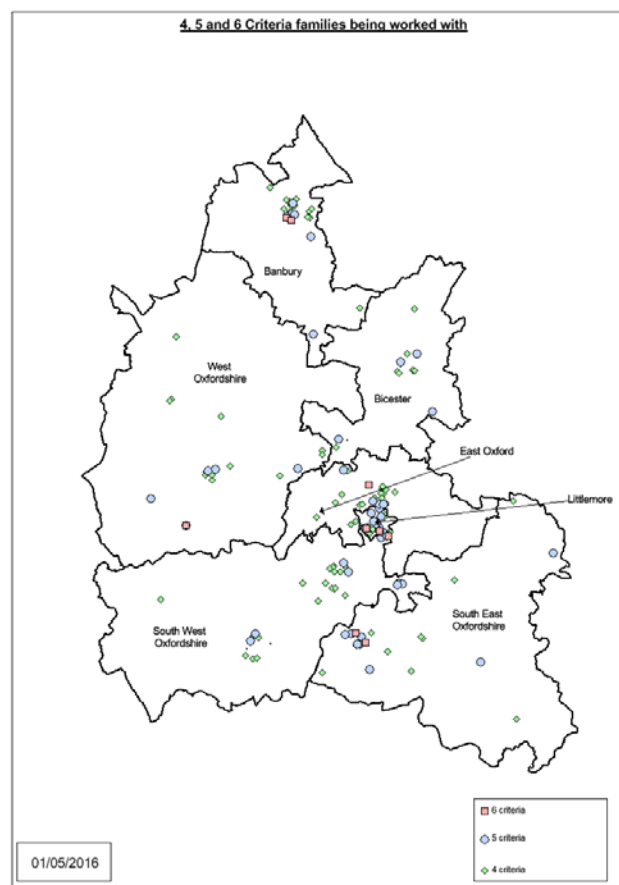 4, 5 and 6 Criteria families being worked with
Banbury
West
Oxfordshire
Bicester
East Oxford
Littlemore
South West
Oxfordshire
South East
Oxfordshire
6 criteria
5 criteria
4 criteria
01/05/2016